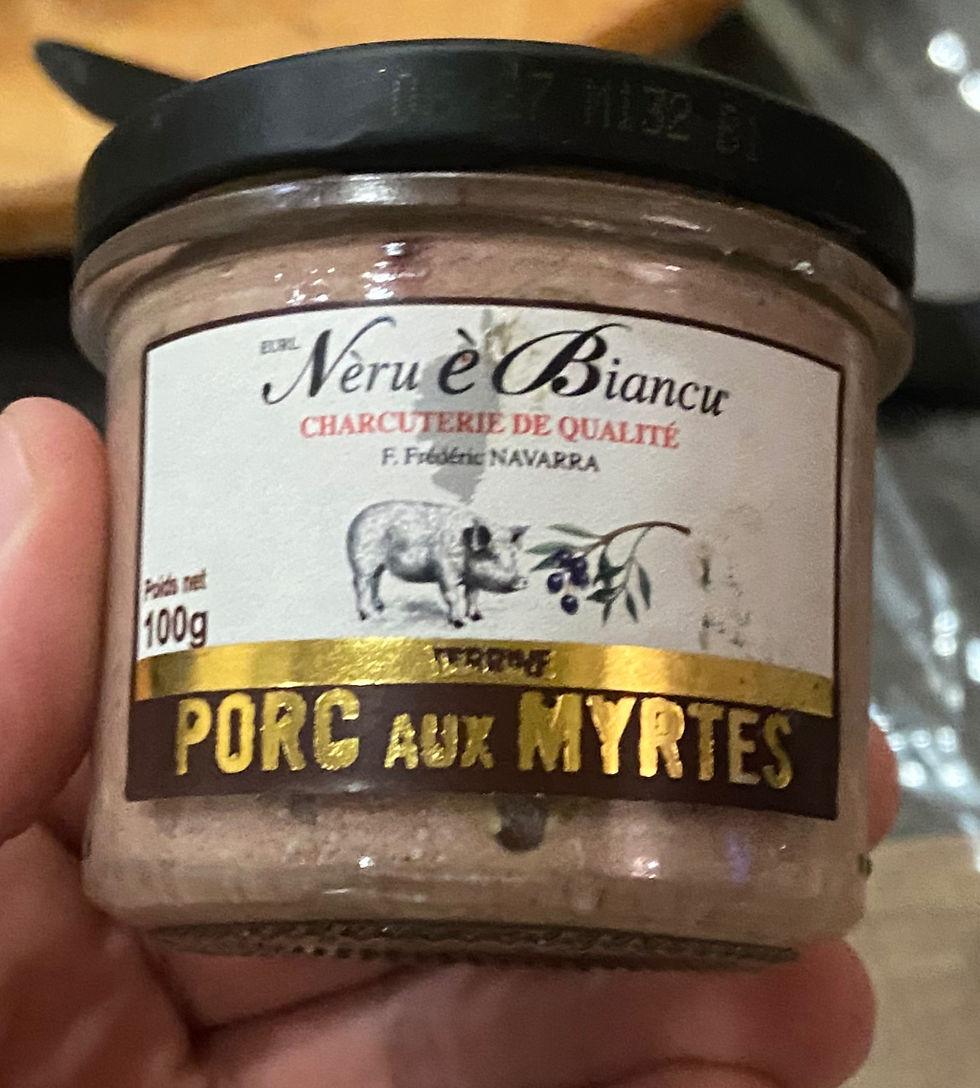 EURL Nèru è Biancu
CHARCUTERIE DE QUALITÉ
F. Frédéric NAVARRA
Poids net
100g
TERRINE
PORC AUX MYRTES